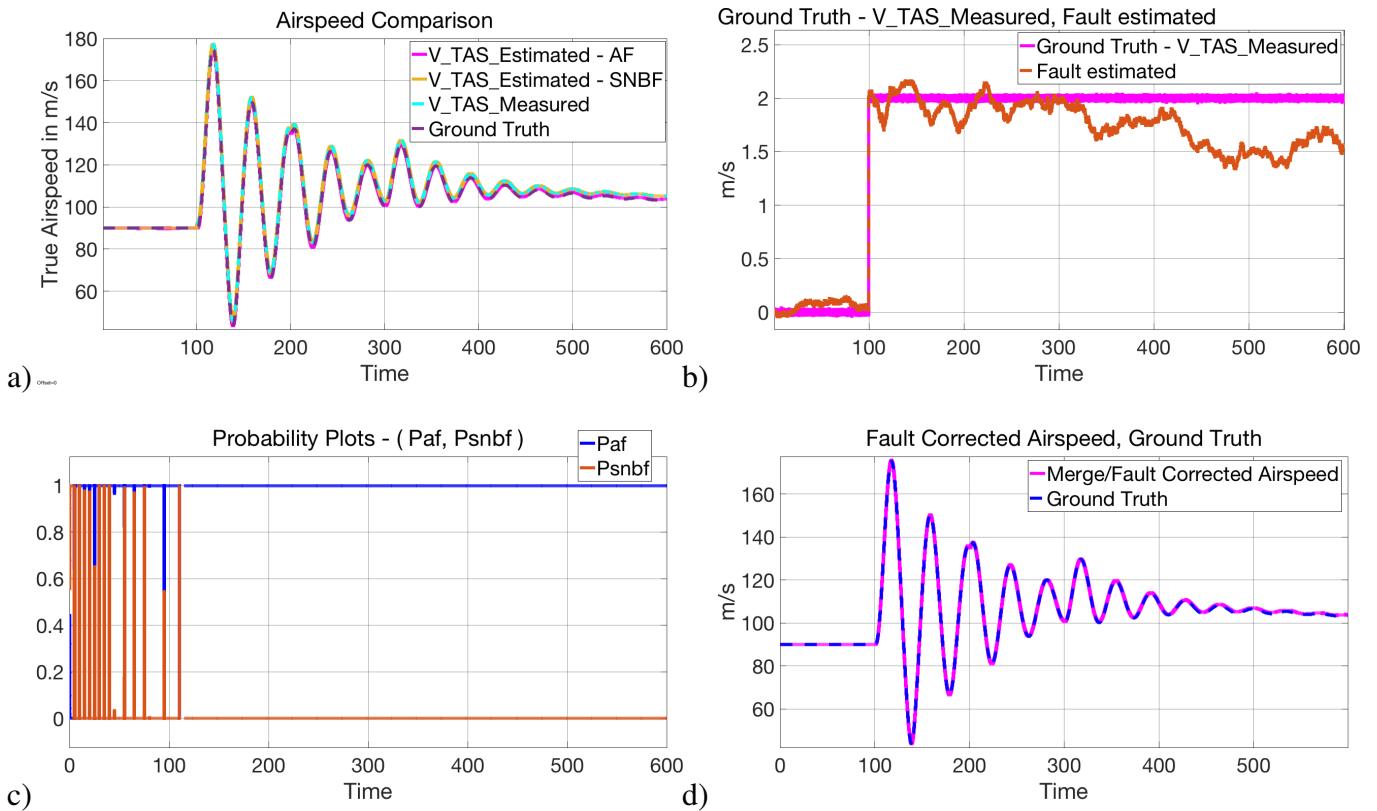 Airspeed Comparison
180
160
140
120
100
80
60
True Airspeed in m/s
V_TAS_Estimated - AF
V_TAS_Estimated - SNBF
V_TAS_Measured
Ground Truth
100 200 300 400 500 600
Time
a)
Offset=0
Ground Truth - V_TAS_Measured, Fault estimated
2.5
2
1.5
1
0.5
0
m/s
Ground Truth - V_TAS_Measured
Fault estimated
100 200 300 400 500 600
Time
b)
Probability Plots - ( Paf, Psnbf )
Paf
Psnbf
1
0.8
0.6
0.4
0.2
0
0 100 200 300 400 500 600
Time
c)
Fault Corrected Airspeed, Ground Truth
160
140
120
100
80
60
m/s
Merge/Fault Corrected Airspeed
Ground Truth
0 100 200 300 400 500
Time
d)